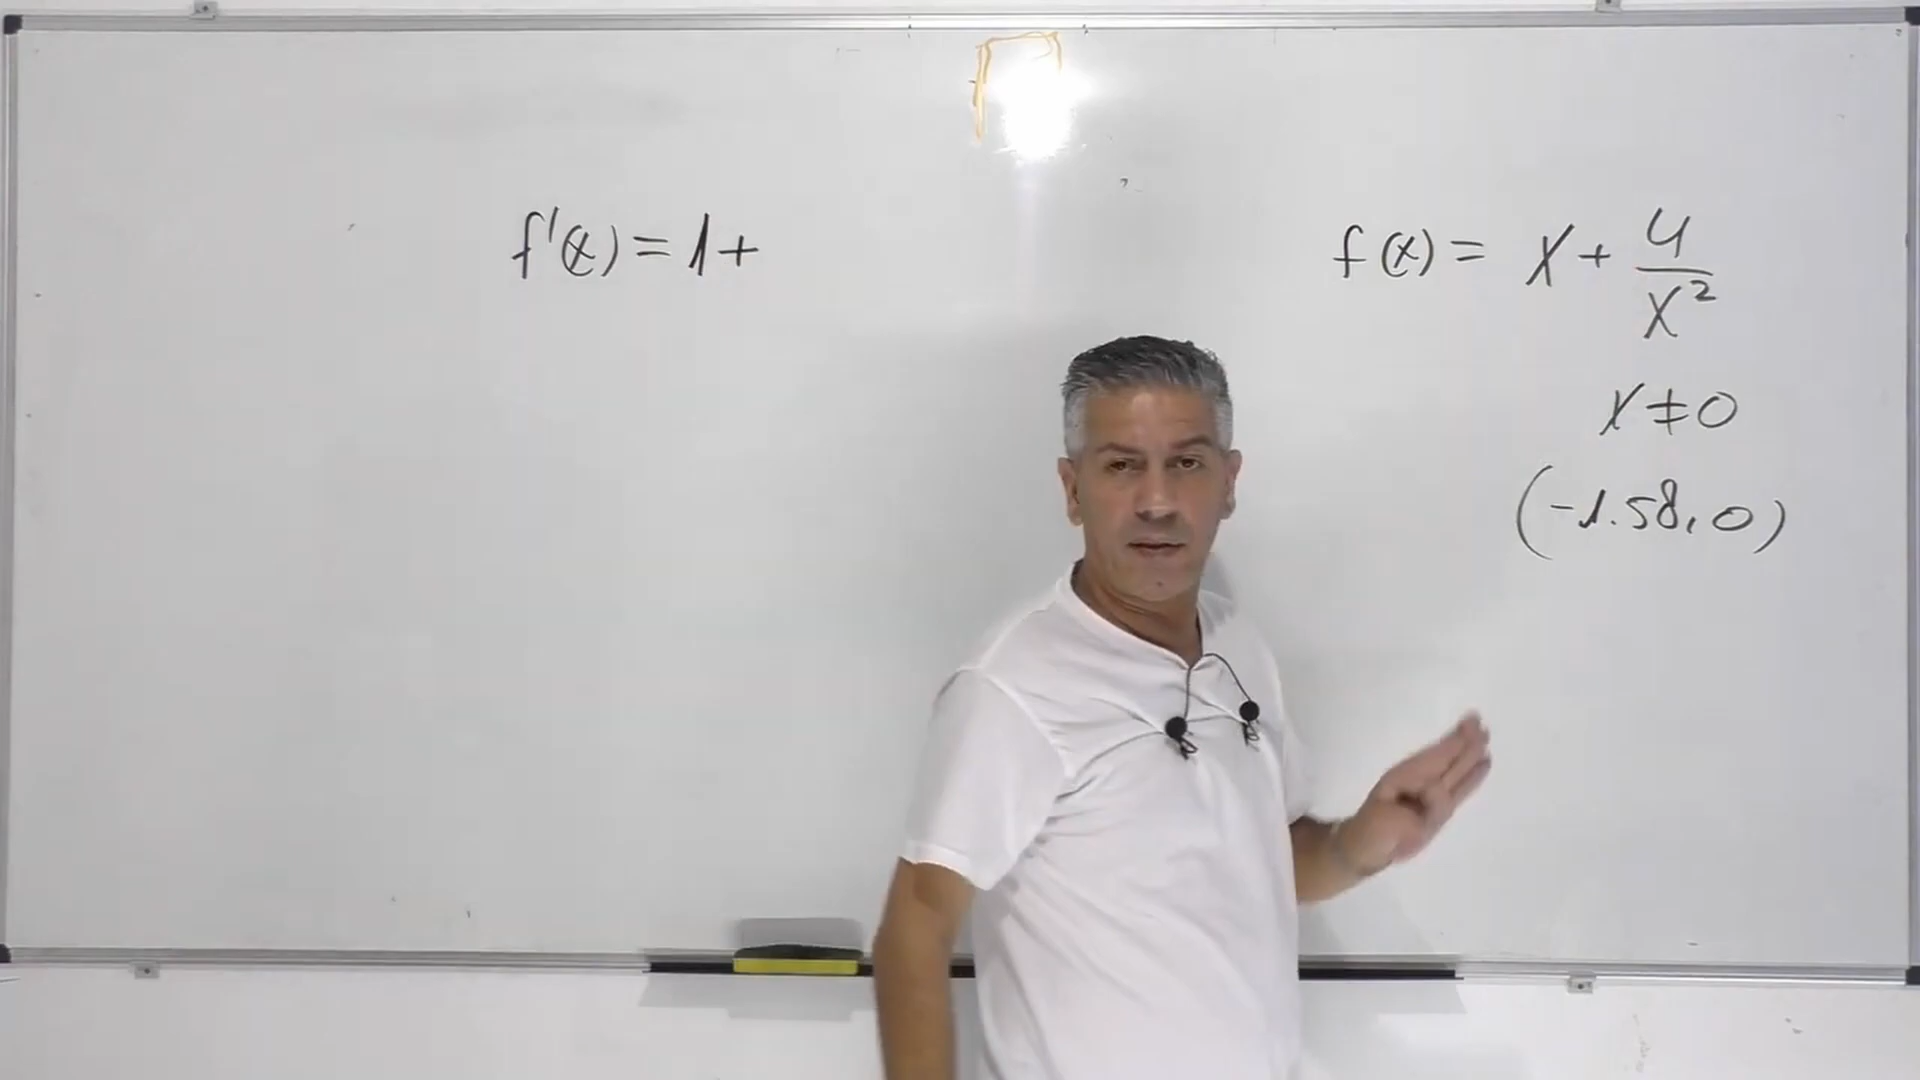 f'(x) = 1 +
f(x) = x + 4/x²
x ≠ 0
(-1.58, 0)